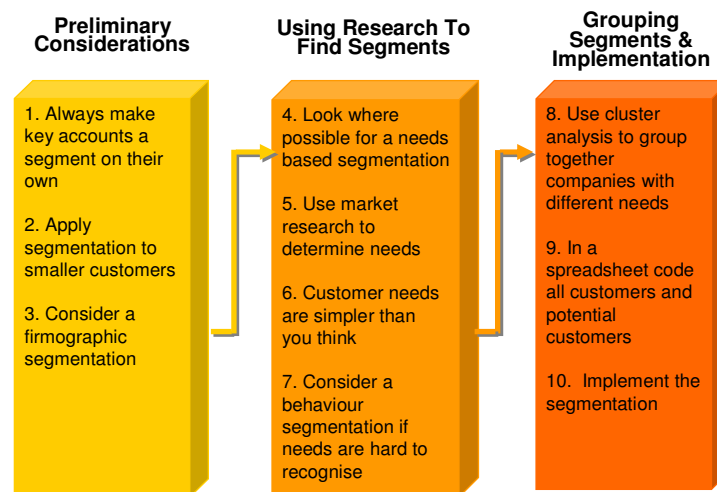 Preliminary
Considerations
1. Always make
key accounts a
segment on their
own
2. Apply
segmentation to
smaller customers
3. Consider a
firmographic
segmentation
Using Research To
Find Segments
4. Look where
possible for a needs
based segmentation
5. Use market
research to
determine needs
6. Customer needs
are simpler than
you think
7. Consider a
behaviour
segmentation if
needs are hard to
recognise
Grouping
Segments &
Implementation
8. Use cluster
analysis to group
together
companies with
different needs
9. In a
spreadsheet code
all customers and
potential
customers
10. Implement the
segmentation